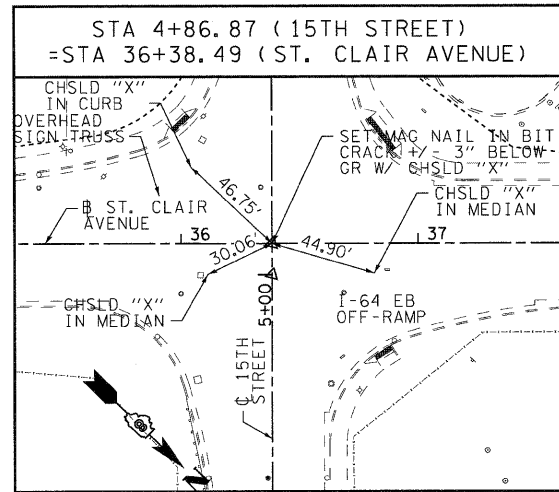 STA 4+86.87 (15TH STREET)
=STA 36+38.49 (ST. CLAIR AVENUE)
CHSLD "X"
IN CURB
OVERHEAD
SIGN TRUSS
SET MAG NAIL IN BIT
CRACK +/- 3" BELOW
GR W/ CHSLD "X"
CHSLD "X"
IN MEDIAN
46.75'
℄ ST. CLAIR
AVENUE
36
37
30.06'
44.90'
CHSLD "X"
IN MEDIAN
5+00
I-64 EB
OFF-RAMP
℄ 15TH
STREET
N